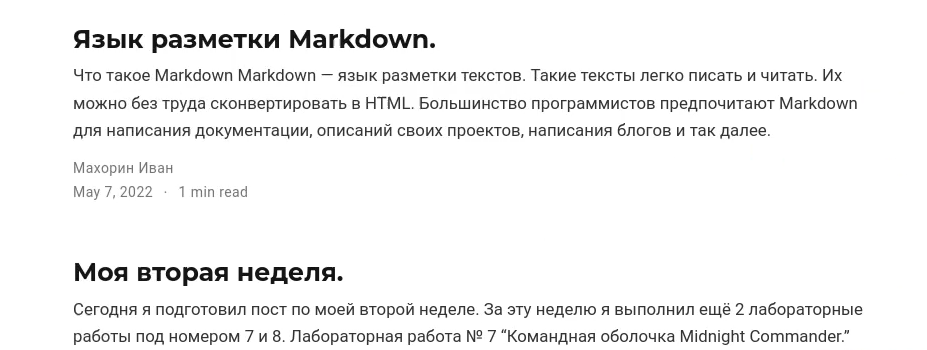 Язык разметки Markdown.
Что такое Markdown Markdown — язык разметки текстов. Такие тексты легко писать и читать. Их
можно без труда сконвертировать в HTML. Большинство программистов предпочитают Markdown
для написания документации, описаний своих проектов, написания блогов и так далее.
Махорин Иван
May 7, 2022 · 1 min read
Моя вторая неделя.
Сегодня я подготовил пост по моей второй неделе. За эту неделю я выполнил ещё 2 лабораторные
работы под номером 7 и 8. Лабораторная работа № 7 “Командная оболочка Midnight Commander.”